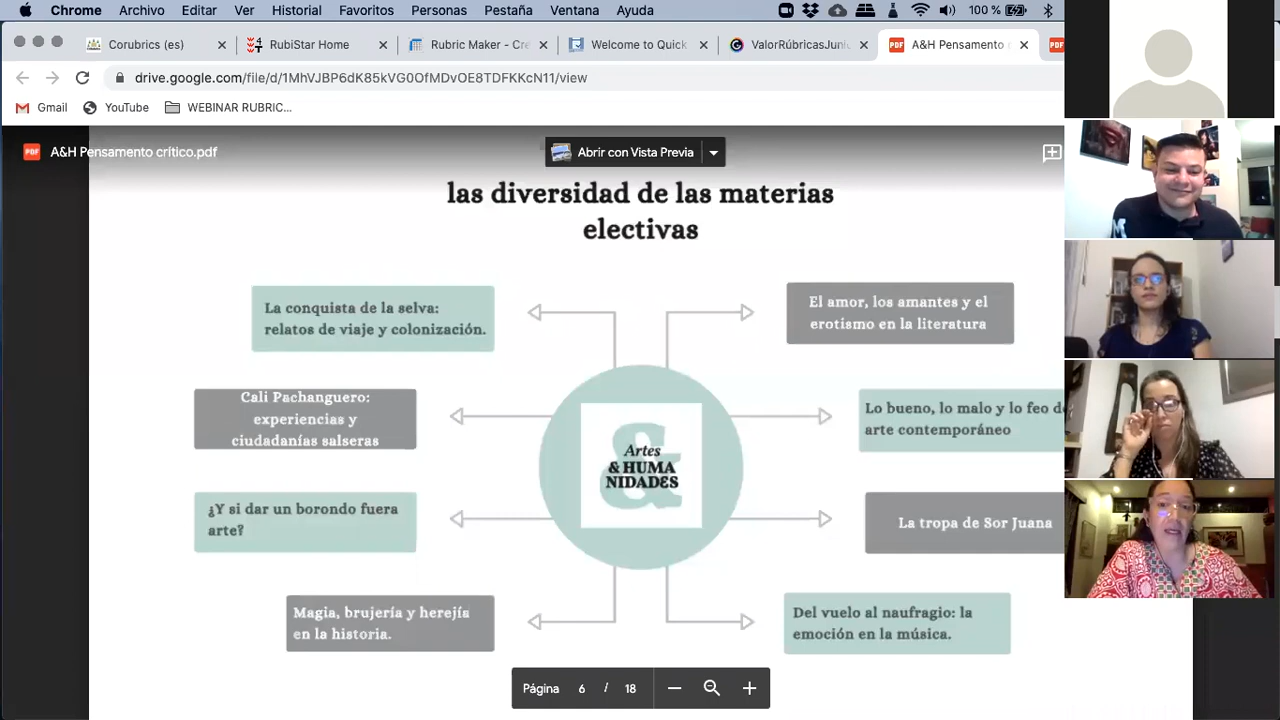 Chrome Archivo Editar Ver Historial Favoritos Personas Pestaña Ventana Ayuda 100 %
Corubrics (es) RubiStar Home Rubric Maker - Cre Welcome to Quick ValorRúbricasJuni A&H Pensamento c
drive.google.com/file/d/1MhVJBP6dK85kVG0OfMDvOE8TDFKKcN11/view
Gmail YouTube WEBINAR RUBRIC...
PDF A&H Pensamento crítico.pdf Abrir con Vista Previa
las diversidad de las materias
electivas
La conquista de la selva:
relatos de viaje y colonización.
El amor, los amantes y el
erotismo en la literatura
Cali Pachanguero:
experiencias y
ciudadanías salseras
Lo bueno, lo malo y lo feo de
arte contemporáneo
Artes
& HUMA
NIDADES
¿Y si dar un borondo fuera
arte?
La tropa de Sor Juana
Magia, brujería y herejía
en la historia.
Del vuelo al naufragio: la
emoción en la música.
Página 6 / 18